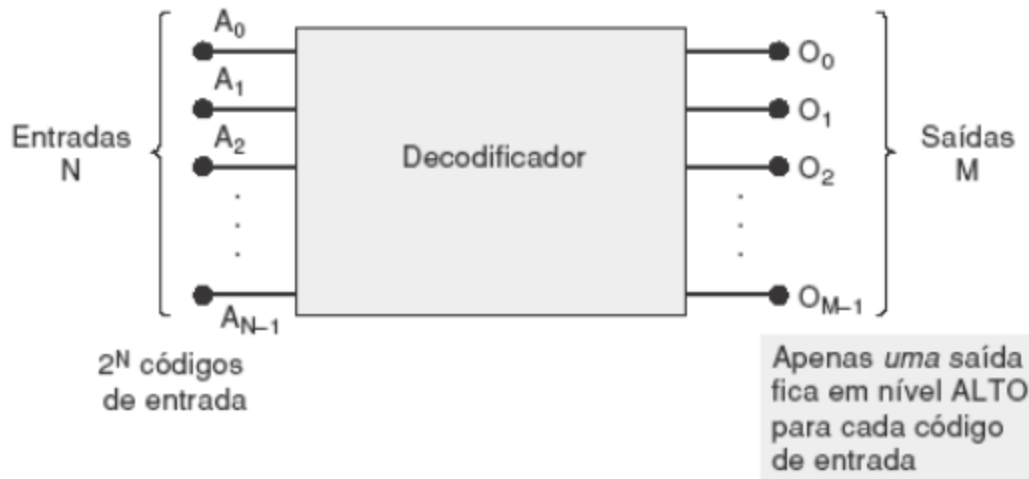 Entradas
N
A0
A1
A2
AN–1
2N códigos
de entrada
Decodificador
O0
O1
O2
OM–1
Saídas
M
Apenas uma saída
fica em nível ALTO
para cada código
de entrada